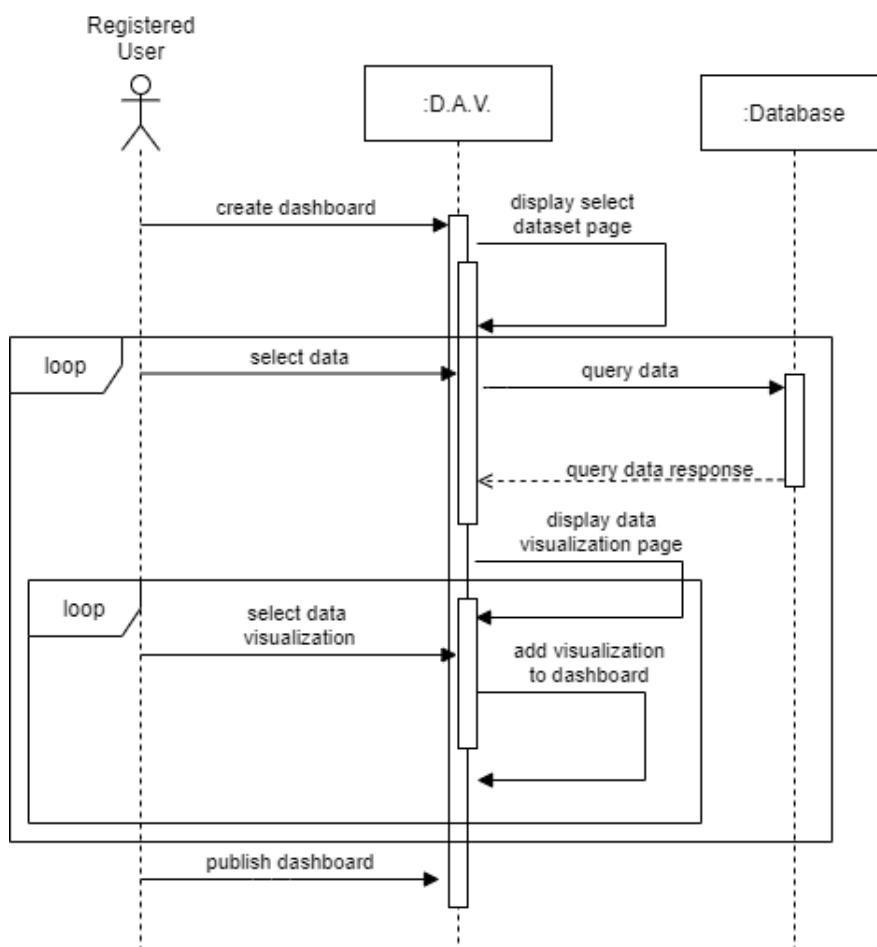 Registered
User
:D.A.V.
:Database
create dashboard
display select
dataset page
loop
select data
query data
query data response
display data
visualization page
loop
select data
visualization
add visualization
to dashboard
publish dashboard